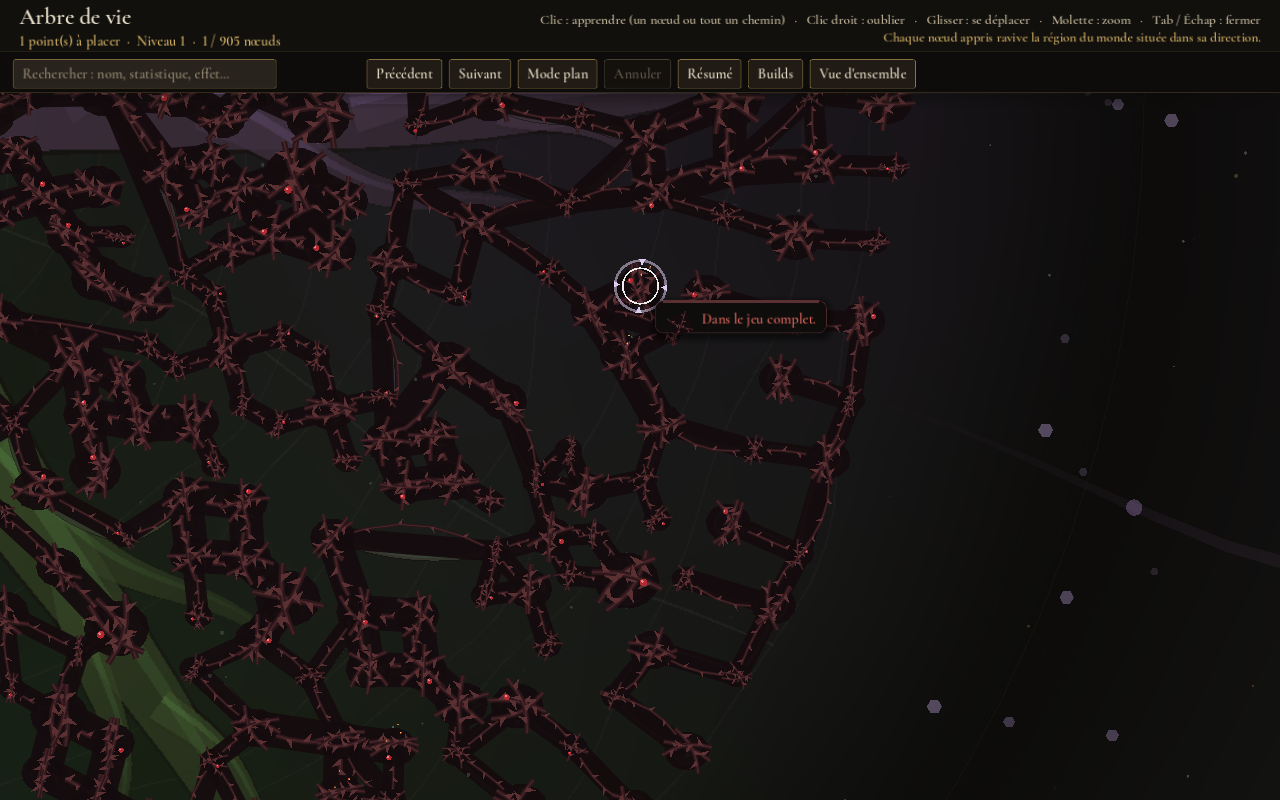 Arbre de vie
1 point(s) à placer · Niveau 1 · 1 / 905 nœuds
Clic : apprendre (un nœud ou tout un chemin) · Clic droit : oublier · Glisser : se déplacer · Molette : zoom · Tab / Échap : fermer
Chaque nœud appris ravive la région du monde située dans sa direction.
Rechercher : nom, statistique, effet...
Précédent
Suivant
Mode plan
Annuler
Résumé
Builds
Vue d'ensemble
Dans le jeu complet.